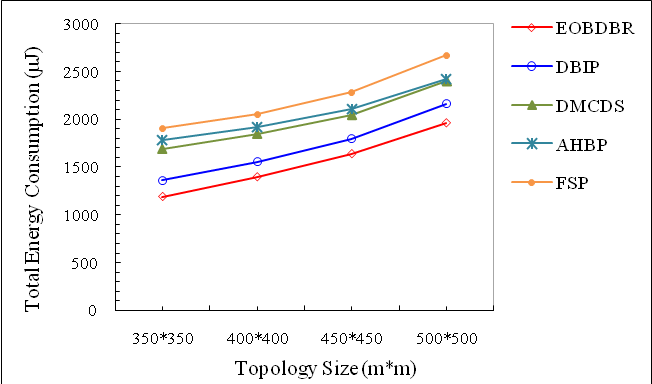 3000
2500
2000
1500
1000
500
0
Total Energy Consumption (µJ)
350*350 400*400 450*450 500*500
Topology Size (m*m)
EOBDBR
DBIP
DMCDS
AHBP
FSP